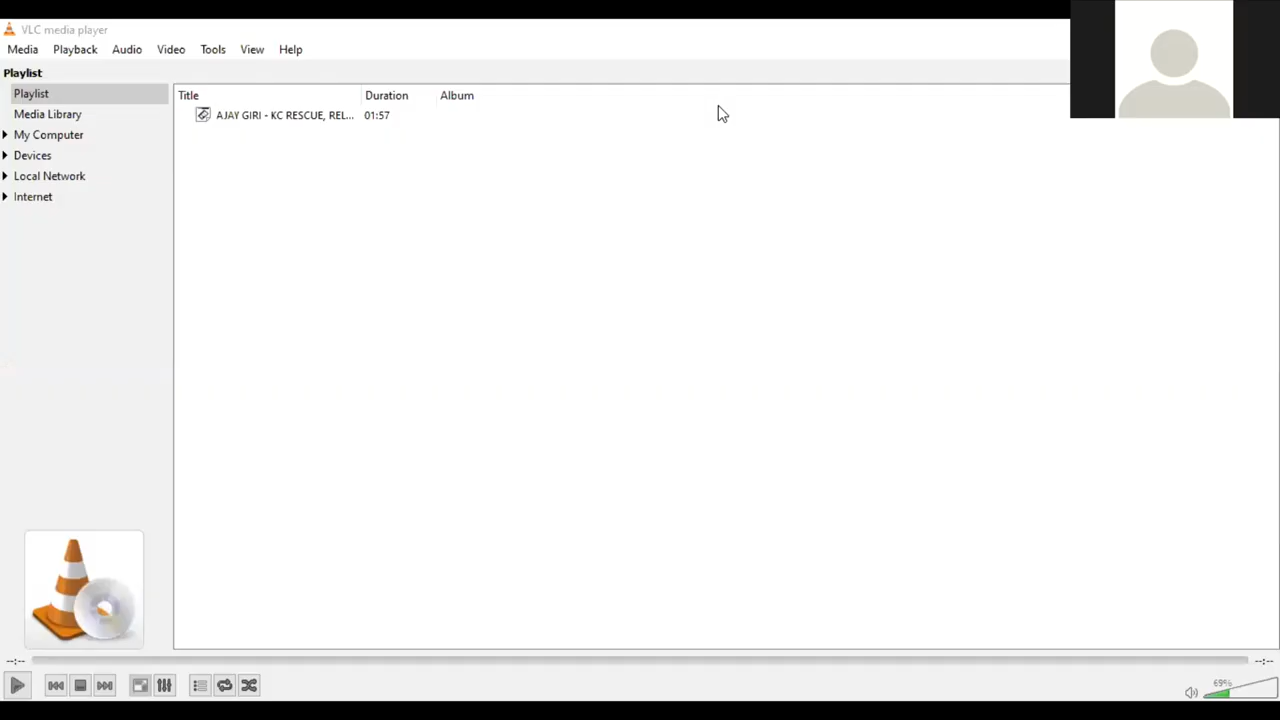 VLC media player
Media Playback Audio Video Tools View Help
Playlist
Playlist
Media Library
My Computer
Devices
Local Network
Internet
Title Duration Album
AJAY GIRI - KC RESCUE, REL... 01:57
--:-- --:--
69%